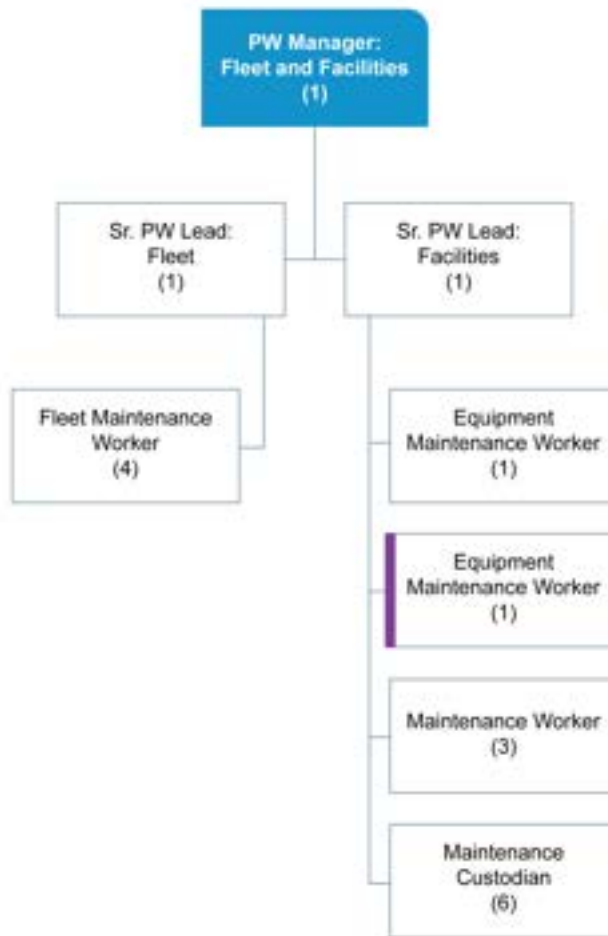 PW Manager:
Fleet and Facilities
(1)
Sr. PW Lead:
Fleet
(1)
Sr. PW Lead:
Facilities
(1)
Fleet Maintenance
Worker
(4)
Equipment
Maintenance Worker
(1)
Equipment
Maintenance Worker
(1)
Maintenance Worker
(3)
Maintenance
Custodian
(6)